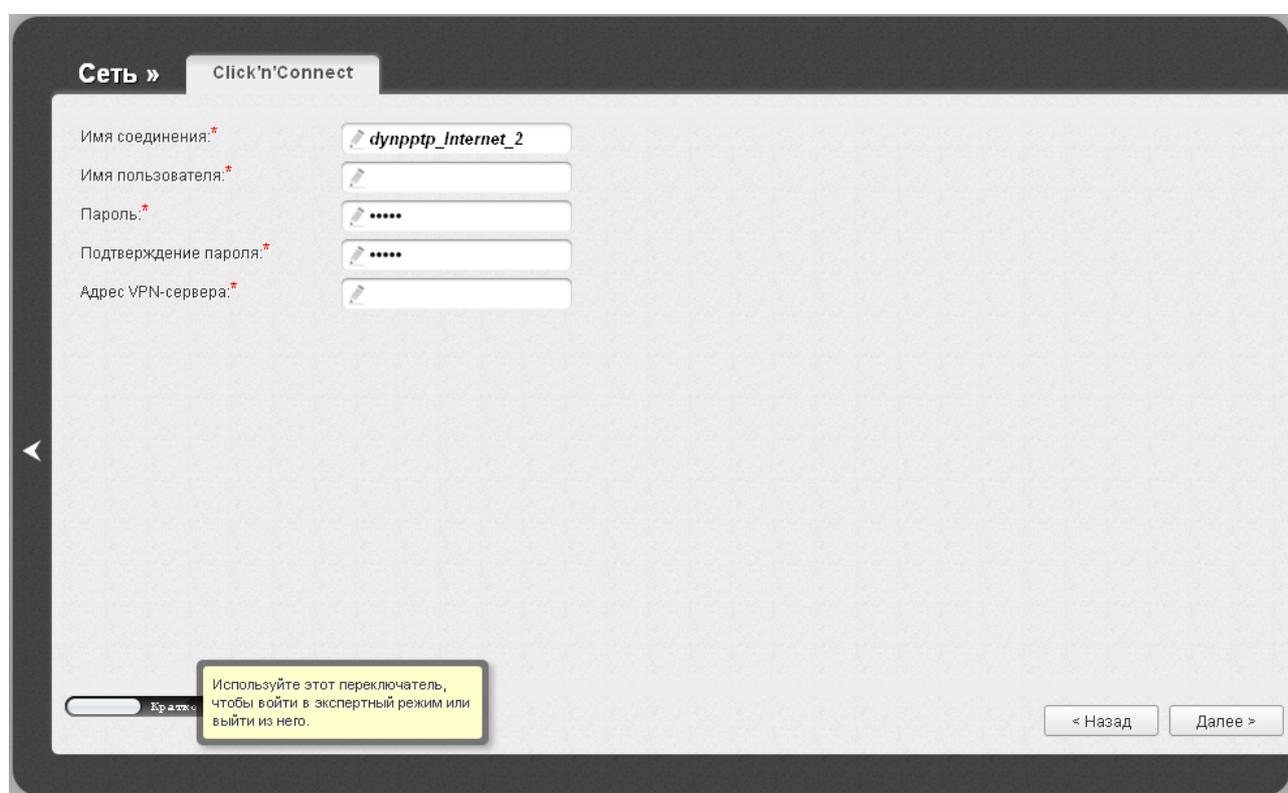 Сеть »
Click'n'Connect
Имя соединения:*
dynpptp_Internet_2
Имя пользователя:*
Пароль:*
•••••
Подтверждение пароля:*
•••••
Адрес VPN-сервера:*
Используйте этот переключатель,
чтобы войти в экспертный режим или
выйти из него.
< Назад
Далее >